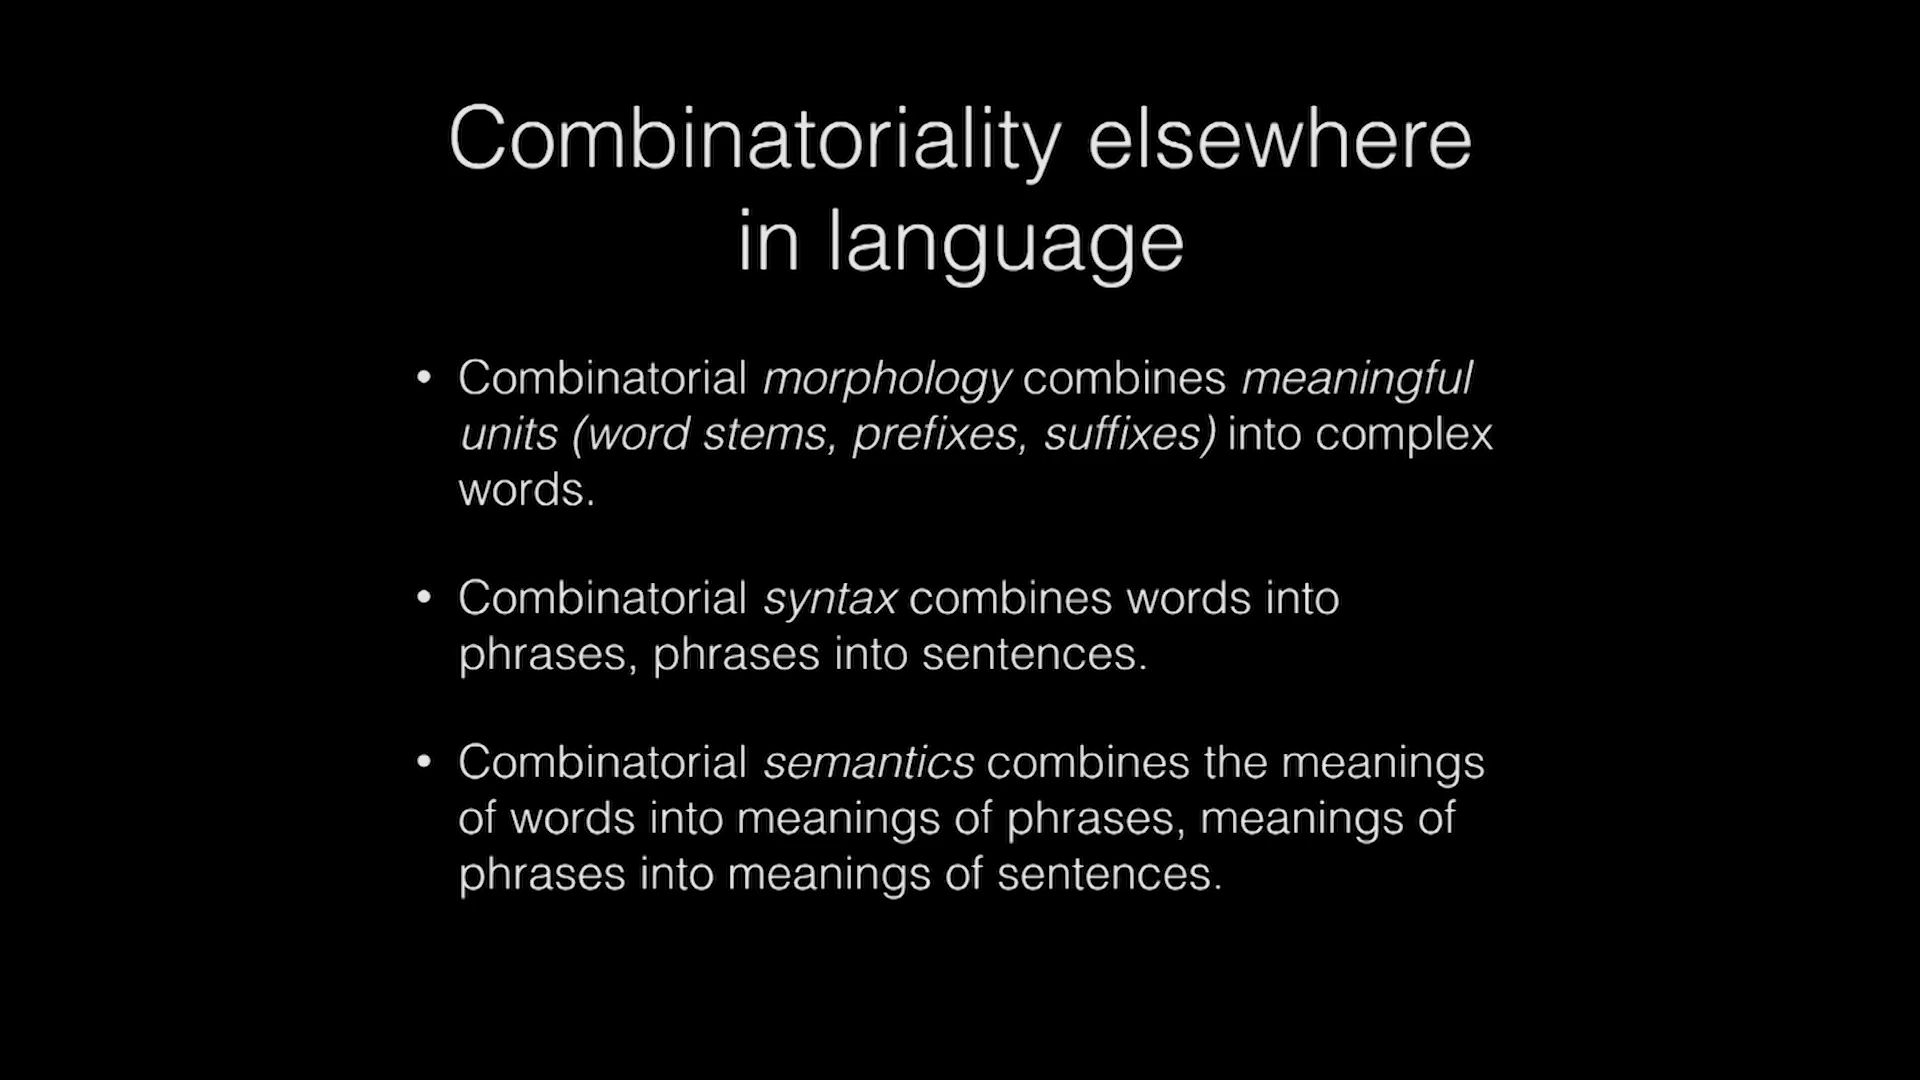 Combinatoriality elsewhere
in language
• Combinatorial morphology combines meaningful
units (word stems, prefixes, suffixes) into complex
words.
• Combinatorial syntax combines words into
phrases, phrases into sentences.
• Combinatorial semantics combines the meanings
of words into meanings of phrases, meanings of
phrases into meanings of sentences.